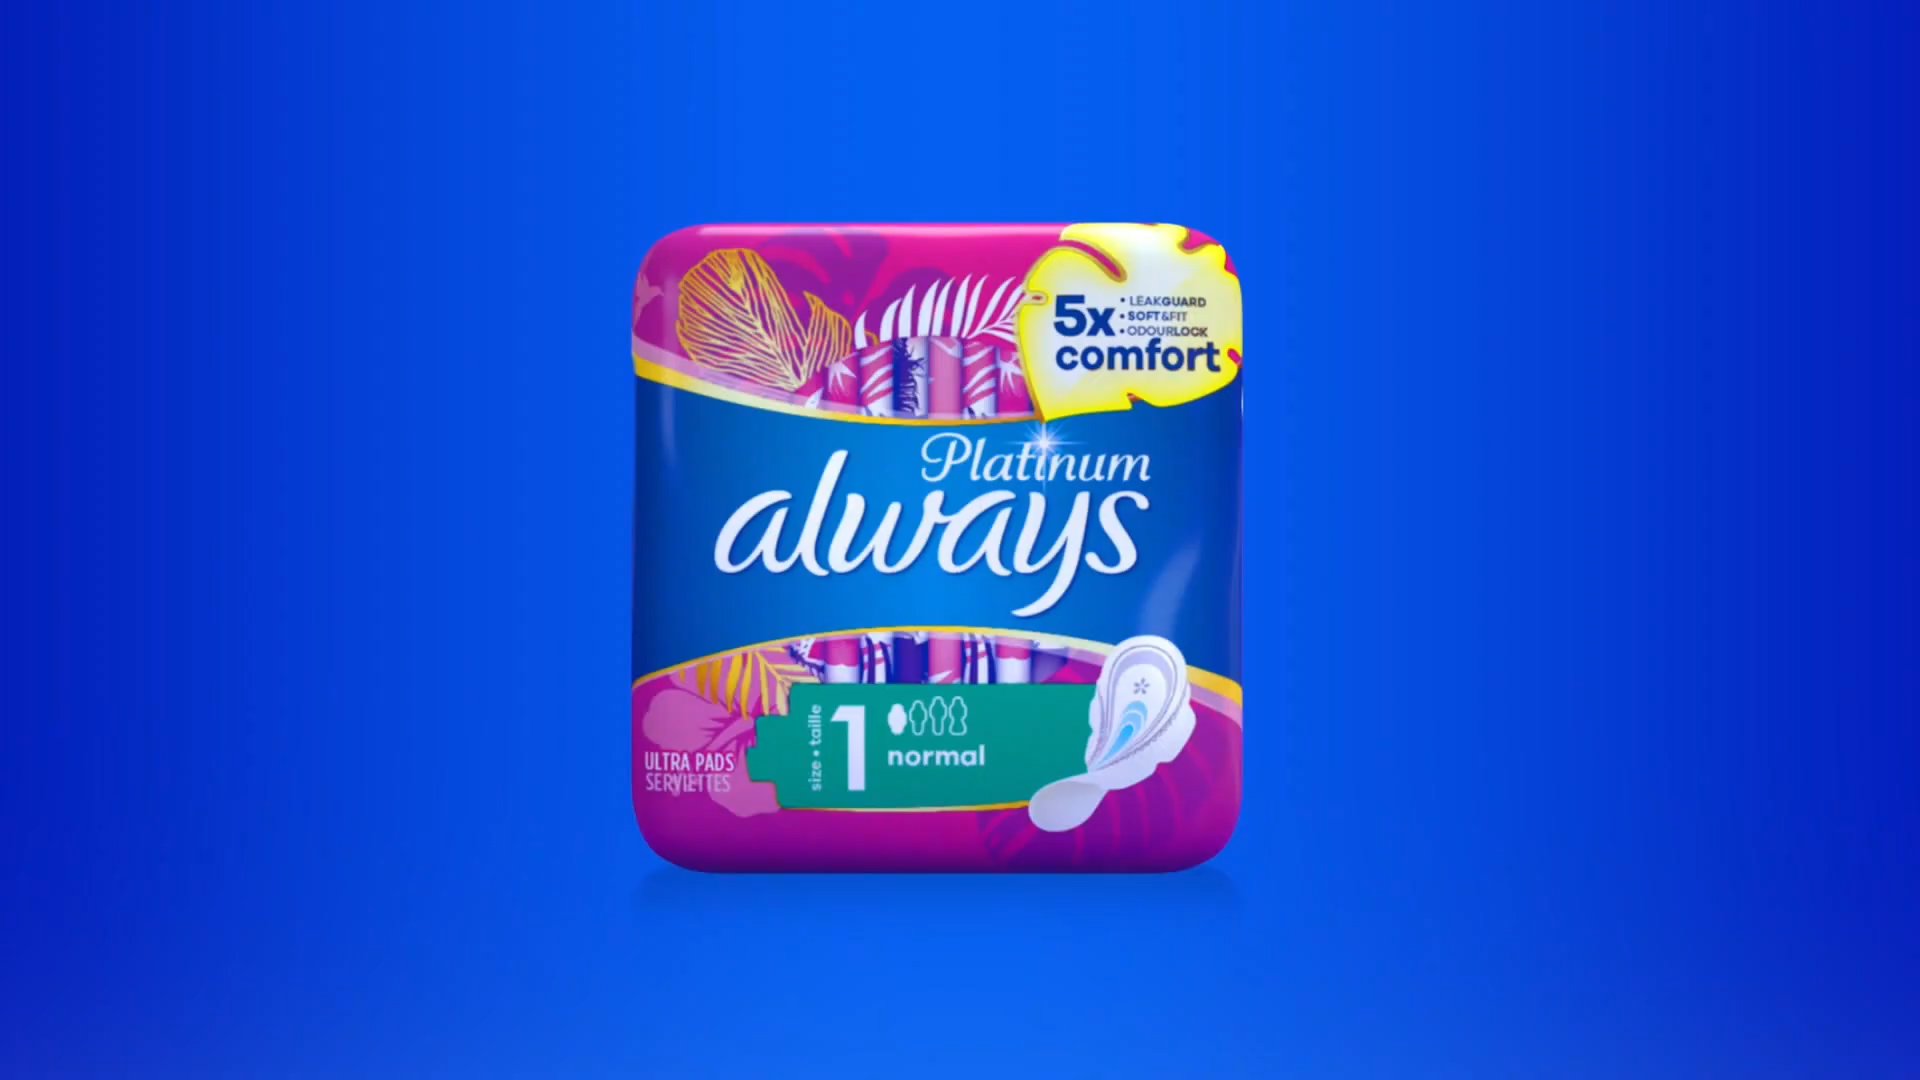 5x
• LEAKGUARD
• SOFT&FIT
• ODOURLOCK
comfort
Platinum
always
size • taille
1
normal
ULTRA PADS
SERVIETTES